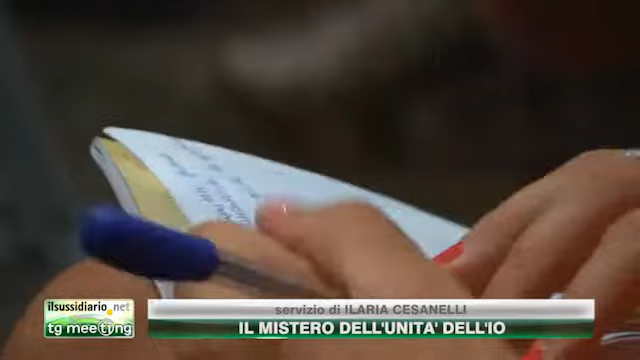 servizio di ILARIA CESANELLI
ilsussidiario.net
tg meeting
IL MISTERO DELL'UNITA' DELL'IO